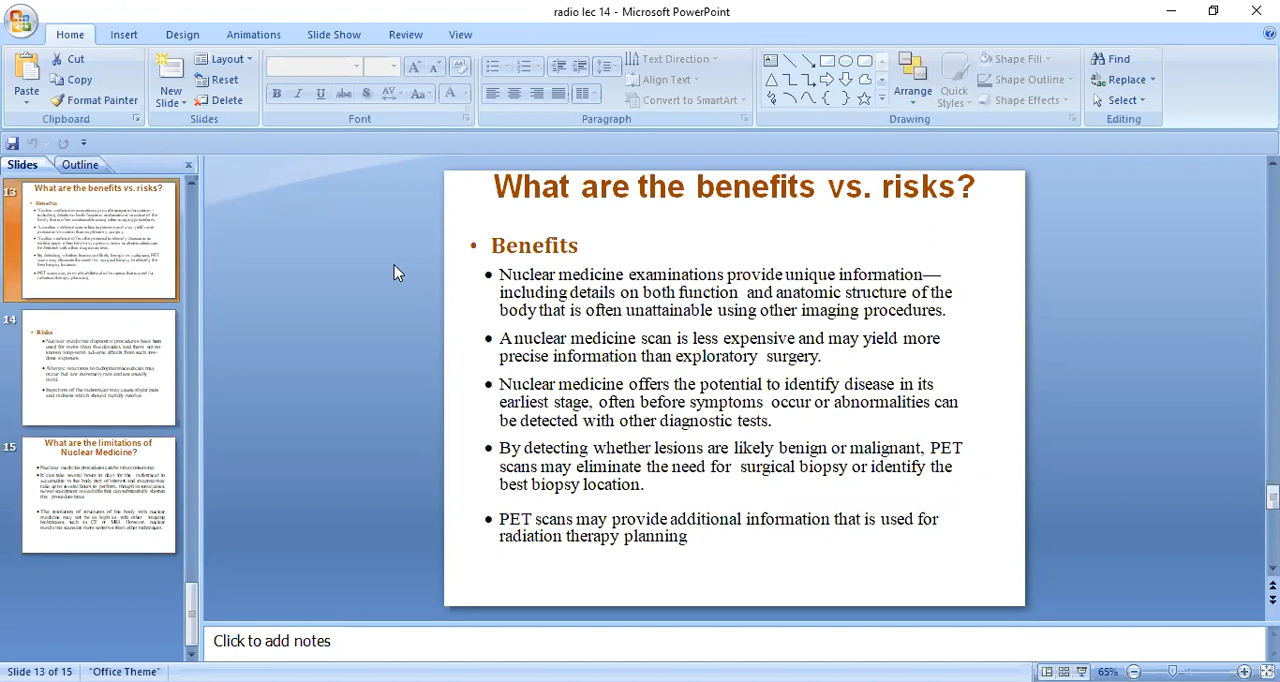 radio lec 14 - Microsoft PowerPoint
Home Insert Design Animations Slide Show Review View
Cut
Copy
Format Painter
Paste
Clipboard
New Slide
Layout
Reset
Delete
Slides
B I U abc S AV Aa A
Font
Text Direction
Align Text
Convert to SmartArt
Paragraph
Arrange
Quick Styles
Shape Fill
Shape Outline
Shape Effects
Drawing
Find
Replace
Select
Editing
Slides Outline
13
What are the benefits vs. risks?
Benefits
14
Risks
15
What are the limitations of
Nuclear Medicine?
What are the benefits vs. risks?
• Benefits
• Nuclear medicine examinations provide unique information—
including details on both function and anatomic structure of the
body that is often unattainable using other imaging procedures.
• A nuclear medicine scan is less expensive and may yield more
precise information than exploratory surgery.
• Nuclear medicine offers the potential to identify disease in its
earliest stage, often before symptoms occur or abnormalities can
be detected with other diagnostic tests.
• By detecting whether lesions are likely benign or malignant, PET
scans may eliminate the need for surgical biopsy or identify the
best biopsy location.
• PET scans may provide additional information that is used for
radiation therapy planning
Click to add notes
Slide 13 of 15 "Office Theme" 65%